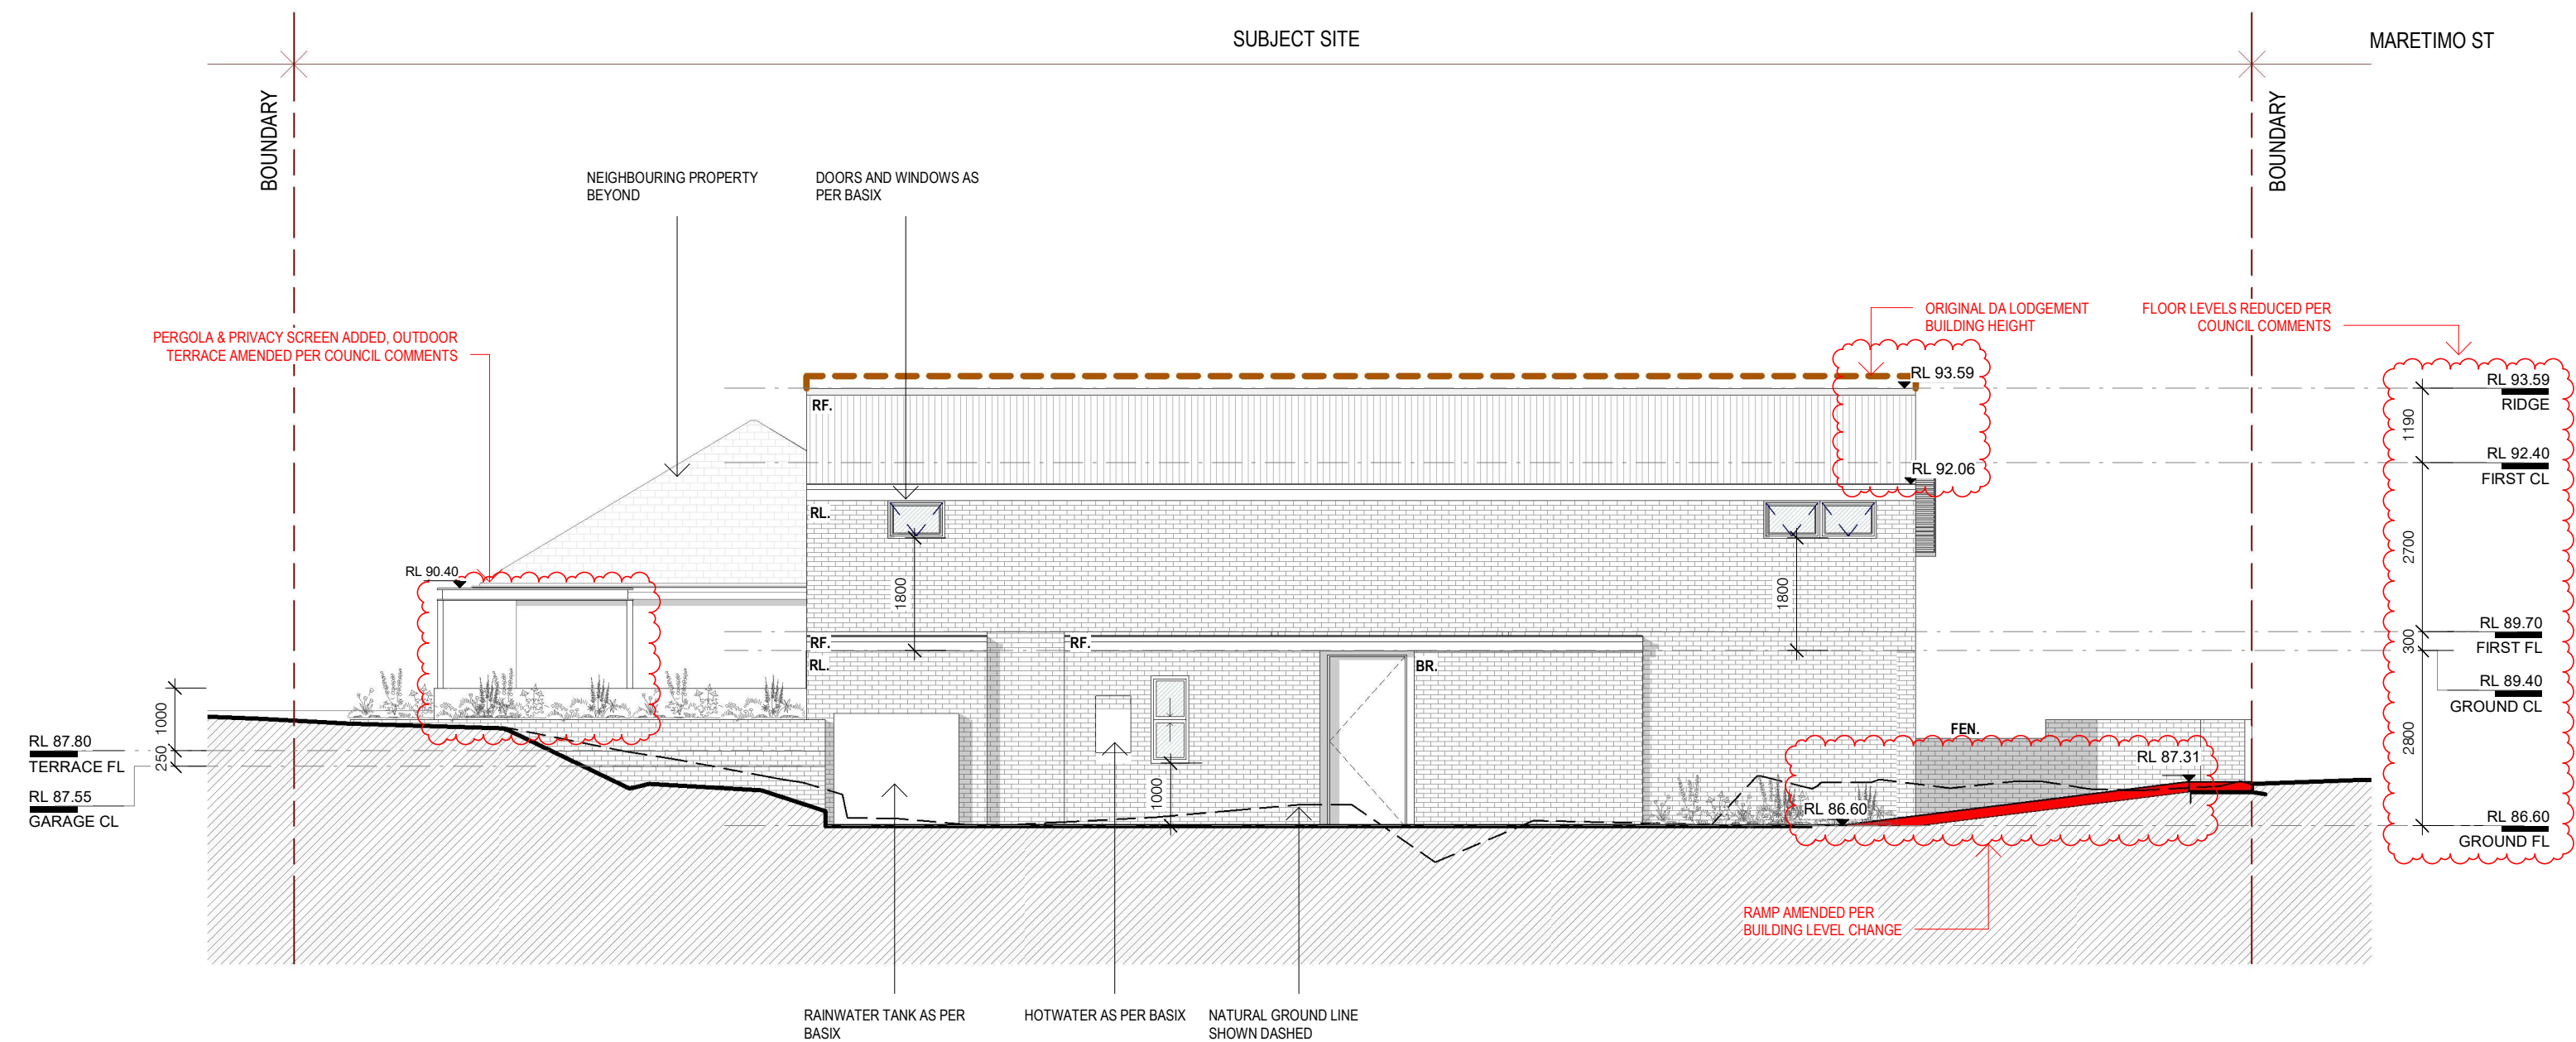 SUBJECT SITE
MARETIMO ST
BOUNDARY
BOUNDARY
NEIGHBOURING PROPERTY
BEYOND
DOORS AND WINDOWS AS
PER BASIX
PERGOLA & PRIVACY SCREEN ADDED, OUTDOOR
TERRACE AMENDED PER COUNCIL COMMENTS
ORIGINAL DA LODGEMENT
BUILDING HEIGHT
FLOOR LEVELS REDUCED PER
COUNCIL COMMENTS
RL 93.59
RL 93.59
RIDGE
RF.
1190
RL 92.06
RL 92.40
FIRST CL
RL.
2700
RL 90.40
1800
1800
RL 89.70
FIRST FL
300
RF.
RF.
RL.
BR.
RL 89.40
GROUND CL
1000
250
RL 87.80
TERRACE FL
RL 87.55
GARAGE CL
1000
FEN.
RL 87.31
2800
RL 86.60
RL 86.60
GROUND FL
RAMP AMENDED PER
BUILDING LEVEL CHANGE
RAINWATER TANK AS PER
BASIX
HOTWATER AS PER BASIX
NATURAL GROUND LINE
SHOWN DASHED